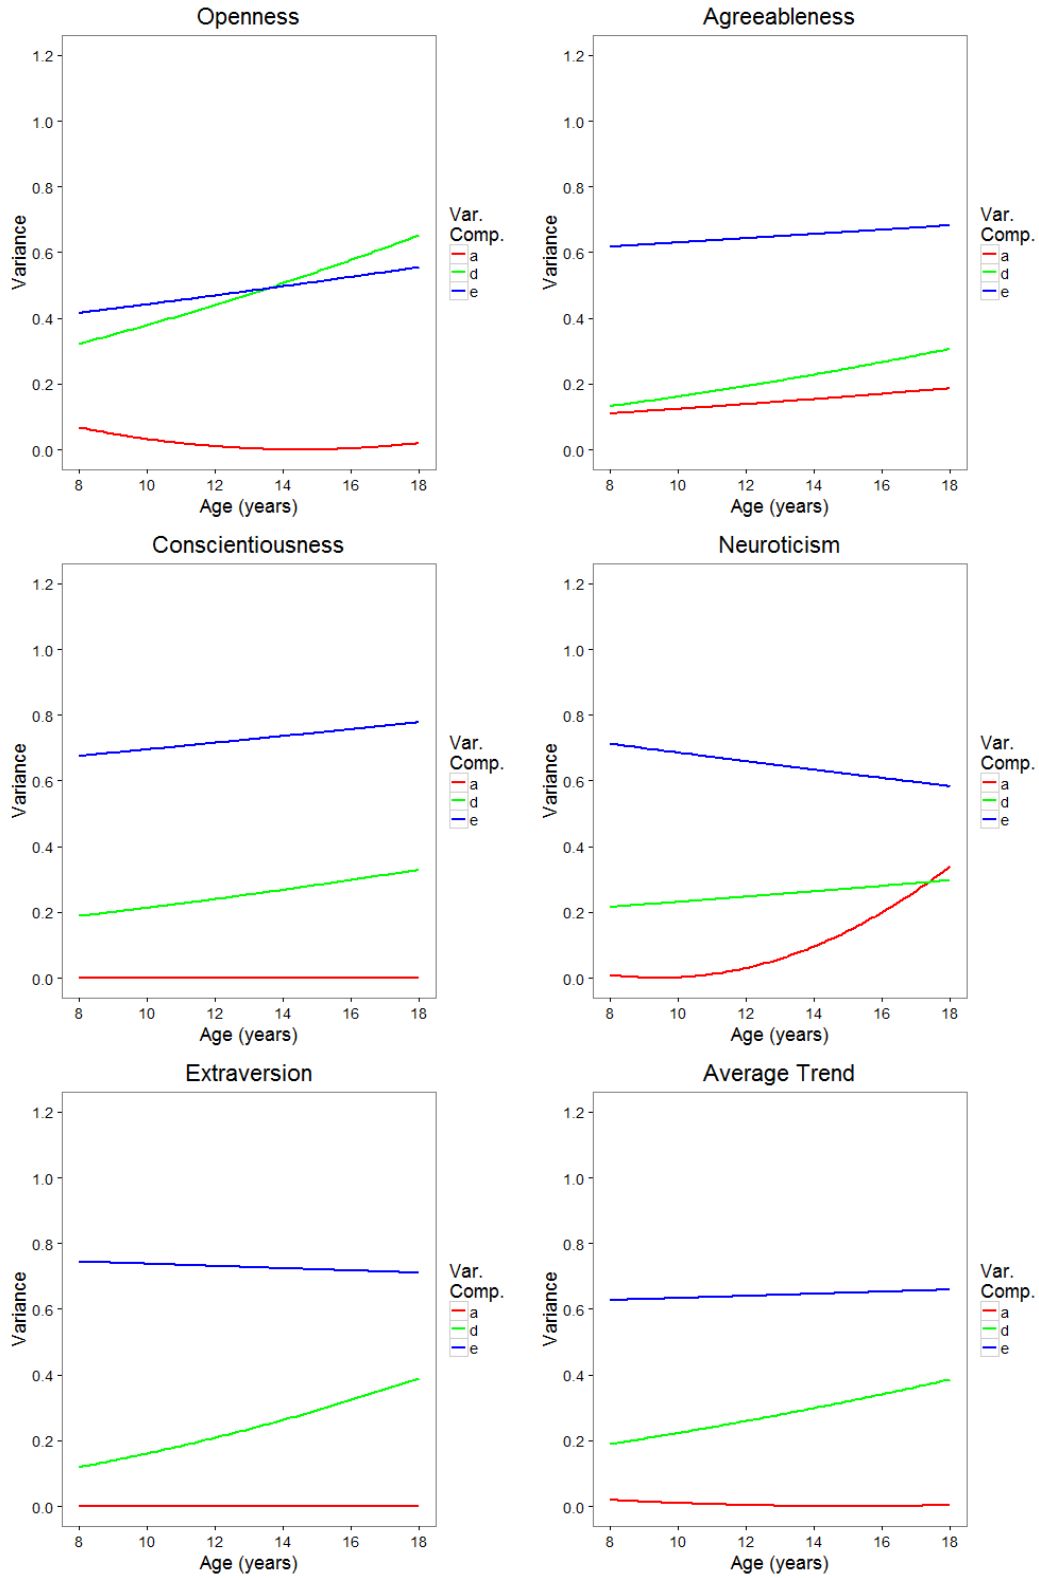 Openness
1.2
1.0
0.8
0.6
0.4
0.2
0.0
Variance
8 10 12 14 16 18
Age (years)
Var.
Comp.
a
d
e
Agreeableness
1.2
1.0
0.8
0.6
0.4
0.2
0.0
Variance
8 10 12 14 16 18
Age (years)
Var.
Comp.
a
d
e
Conscientiousness
1.2
1.0
0.8
0.6
0.4
0.2
0.0
Variance
8 10 12 14 16 18
Age (years)
Var.
Comp.
a
d
e
Neuroticism
1.2
1.0
0.8
0.6
0.4
0.2
0.0
Variance
8 10 12 14 16 18
Age (years)
Var.
Comp.
a
d
e
Extraversion
1.2
1.0
0.8
0.6
0.4
0.2
0.0
Variance
8 10 12 14 16 18
Age (years)
Var.
Comp.
a
d
e
Average Trend
1.2
1.0
0.8
0.6
0.4
0.2
0.0
Variance
8 10 12 14 16 18
Age (years)
Var.
Comp.
a
d
e